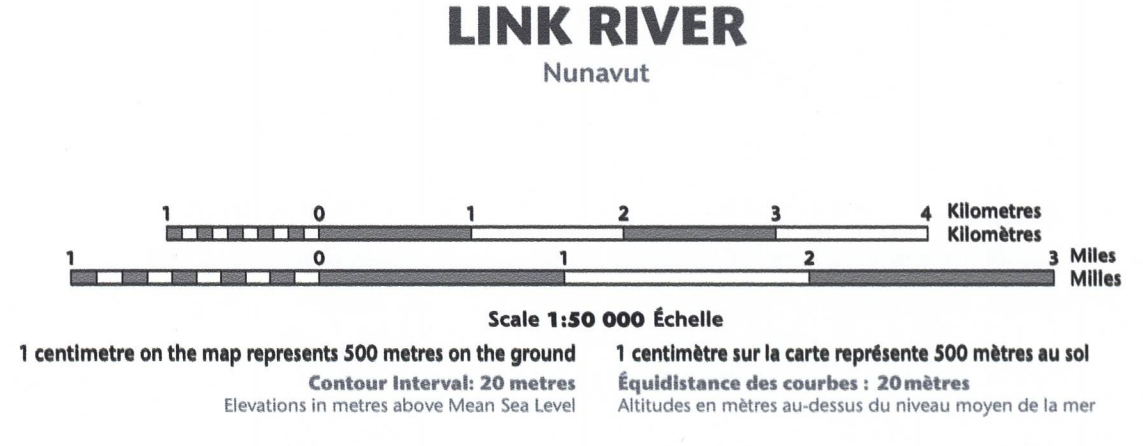 LINK RIVER
Nunavut
1 0 1 2 3 4 Kilometres
Kilomètres
1 0 1 2 3 Miles
Milles
Scale 1:50 000 Échelle
1 centimetre on the map represents 500 metres on the ground
1 centimètre sur la carte représente 500 mètres au sol
Contour Interval: 20 metres
Équidistance des courbes : 20 mètres
Elevations in metres above Mean Sea Level
Altitudes en mètres au-dessus du niveau moyen de la mer